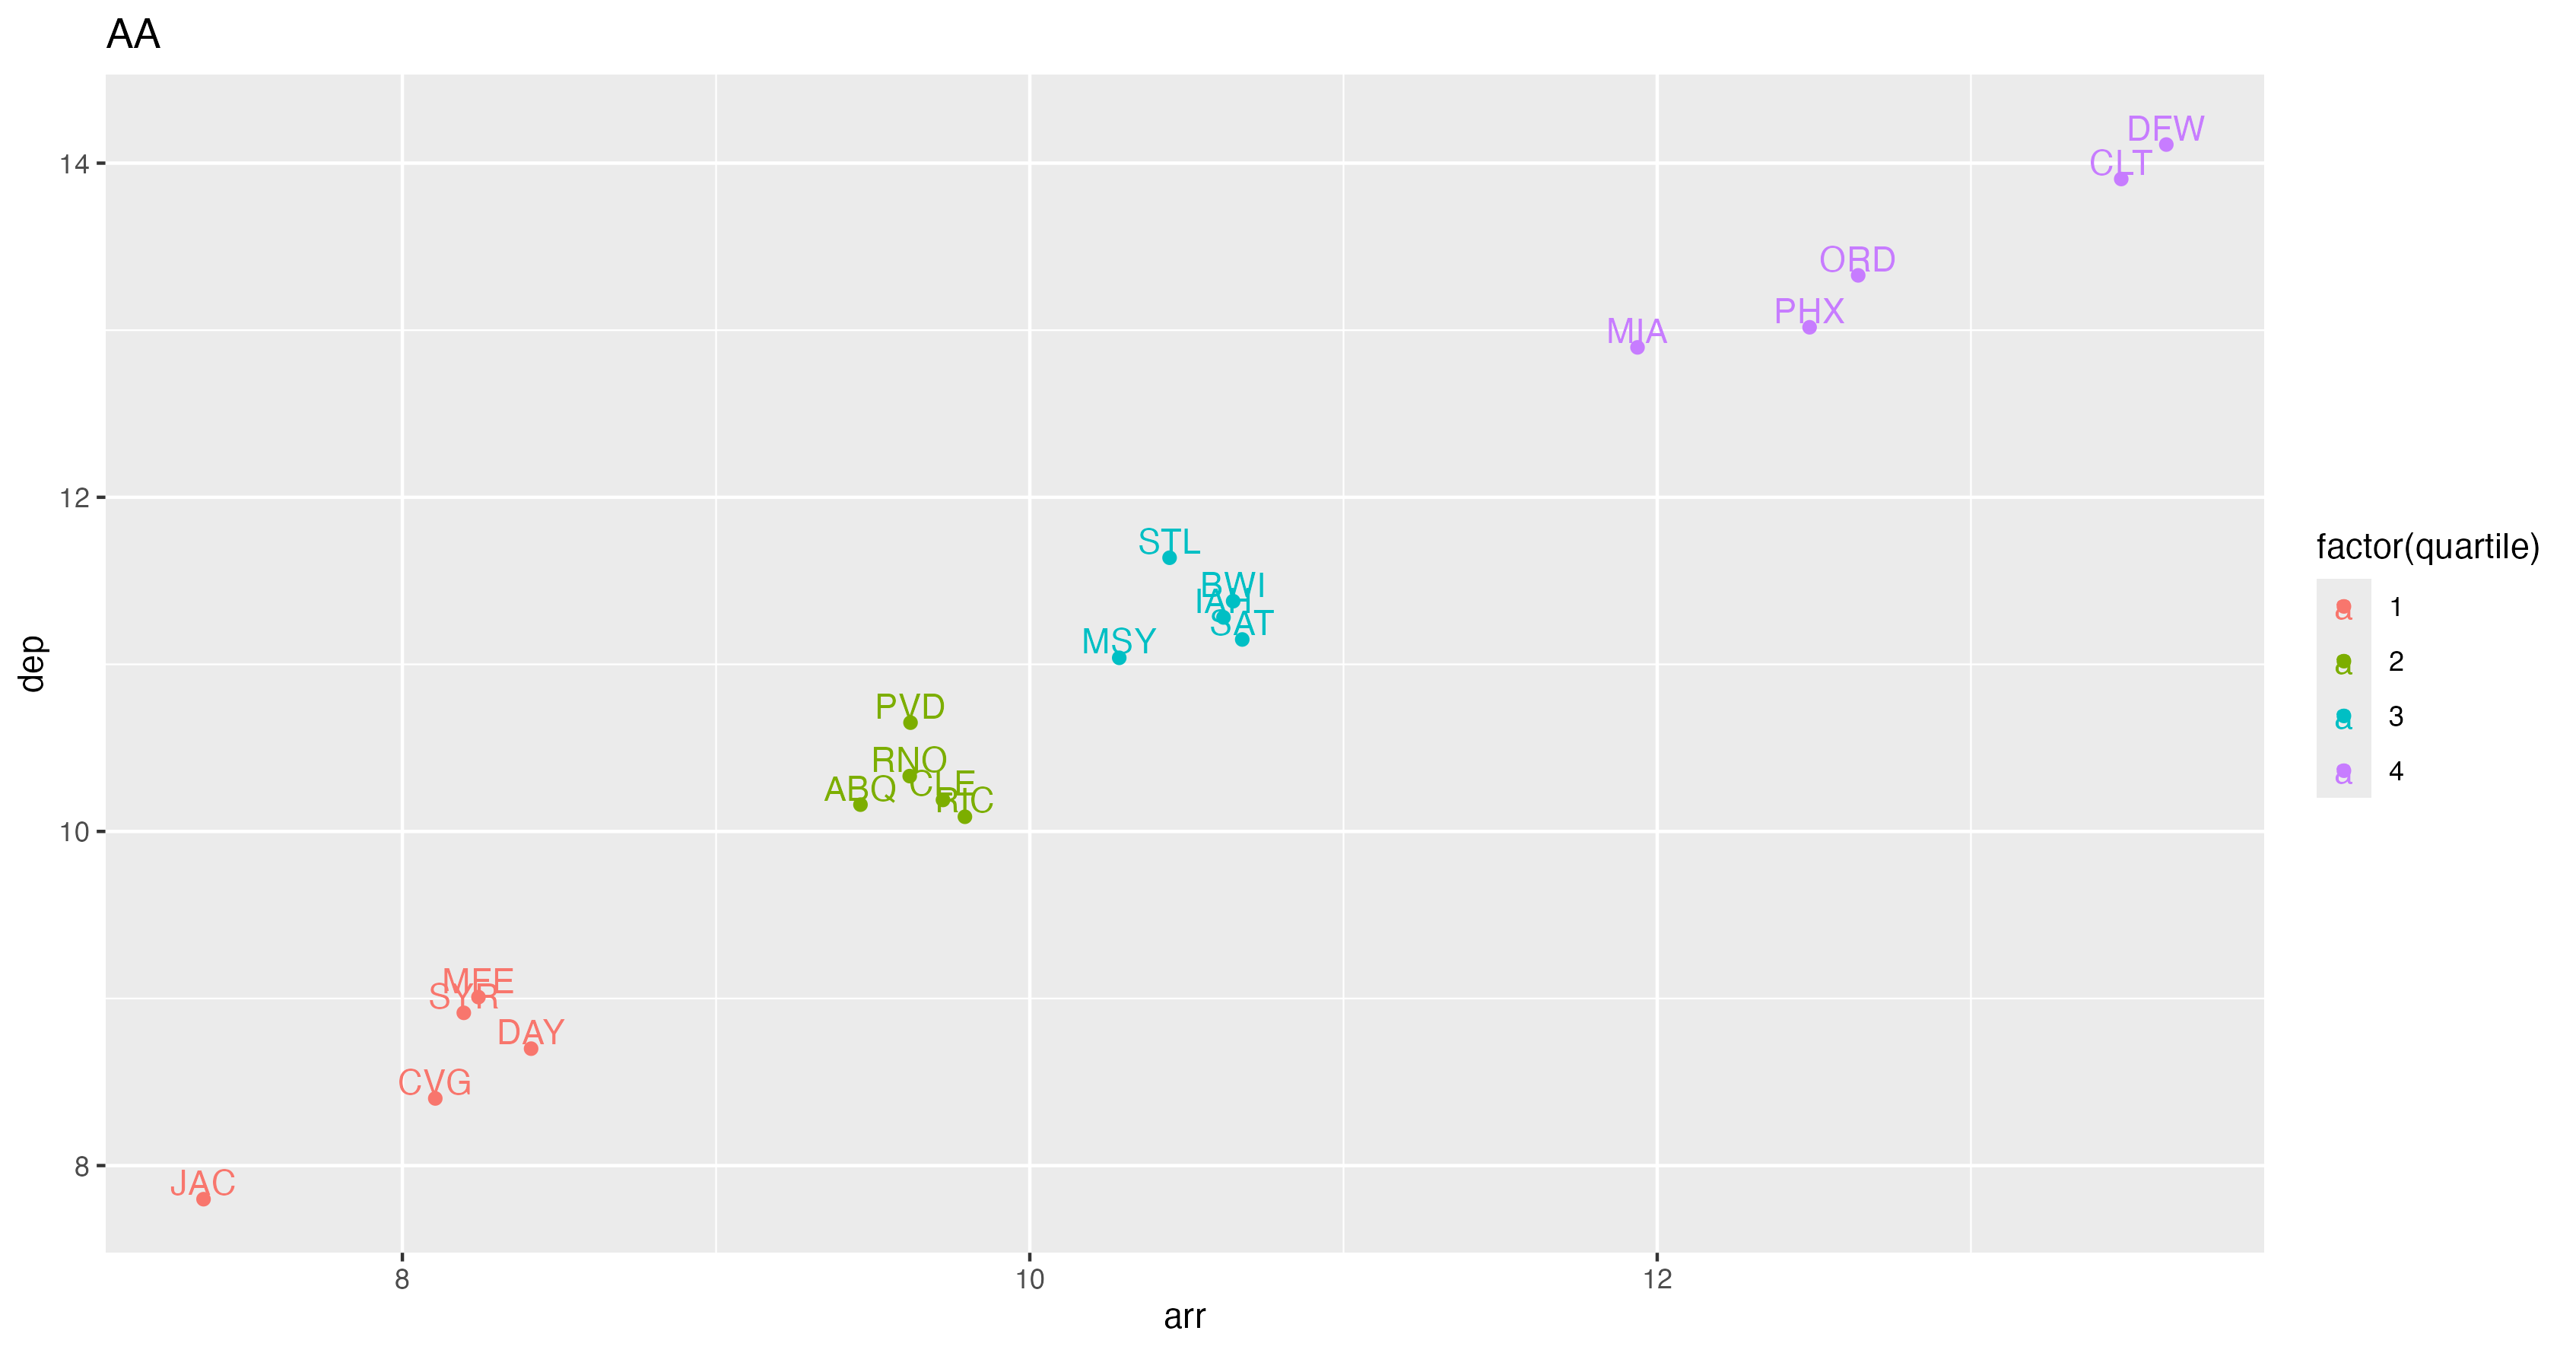 AA
DFW
CLT
14
ORD
PHX
MIA
12
STL
BWI
IAH
SAT
MSY
PVD
RNO
CLE
ABQ
RIC
10
MFE
SYR
DAY
CVG
JAC
8
8
10
12
arr
dep
factor(quartile)
a 1
a 2
a 3
a 4